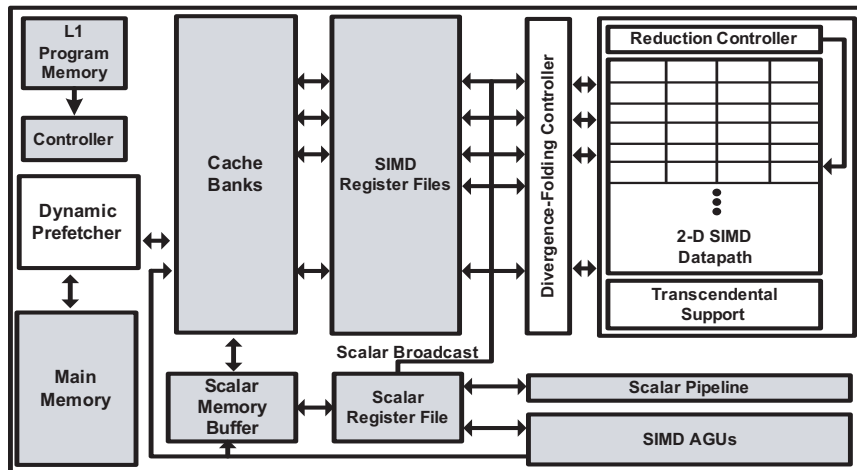 L1
Program
Memory
Controller
Dynamic
Prefetcher
Main
Memory
Cache
Banks
SIMD
Register Files
Divergence-Folding Controller
Reduction Controller
2-D SIMD
Datapath
Transcendental
Support
Scalar Broadcast
Scalar
Memory
Buffer
Scalar
Register File
Scalar Pipeline
SIMD AGUs